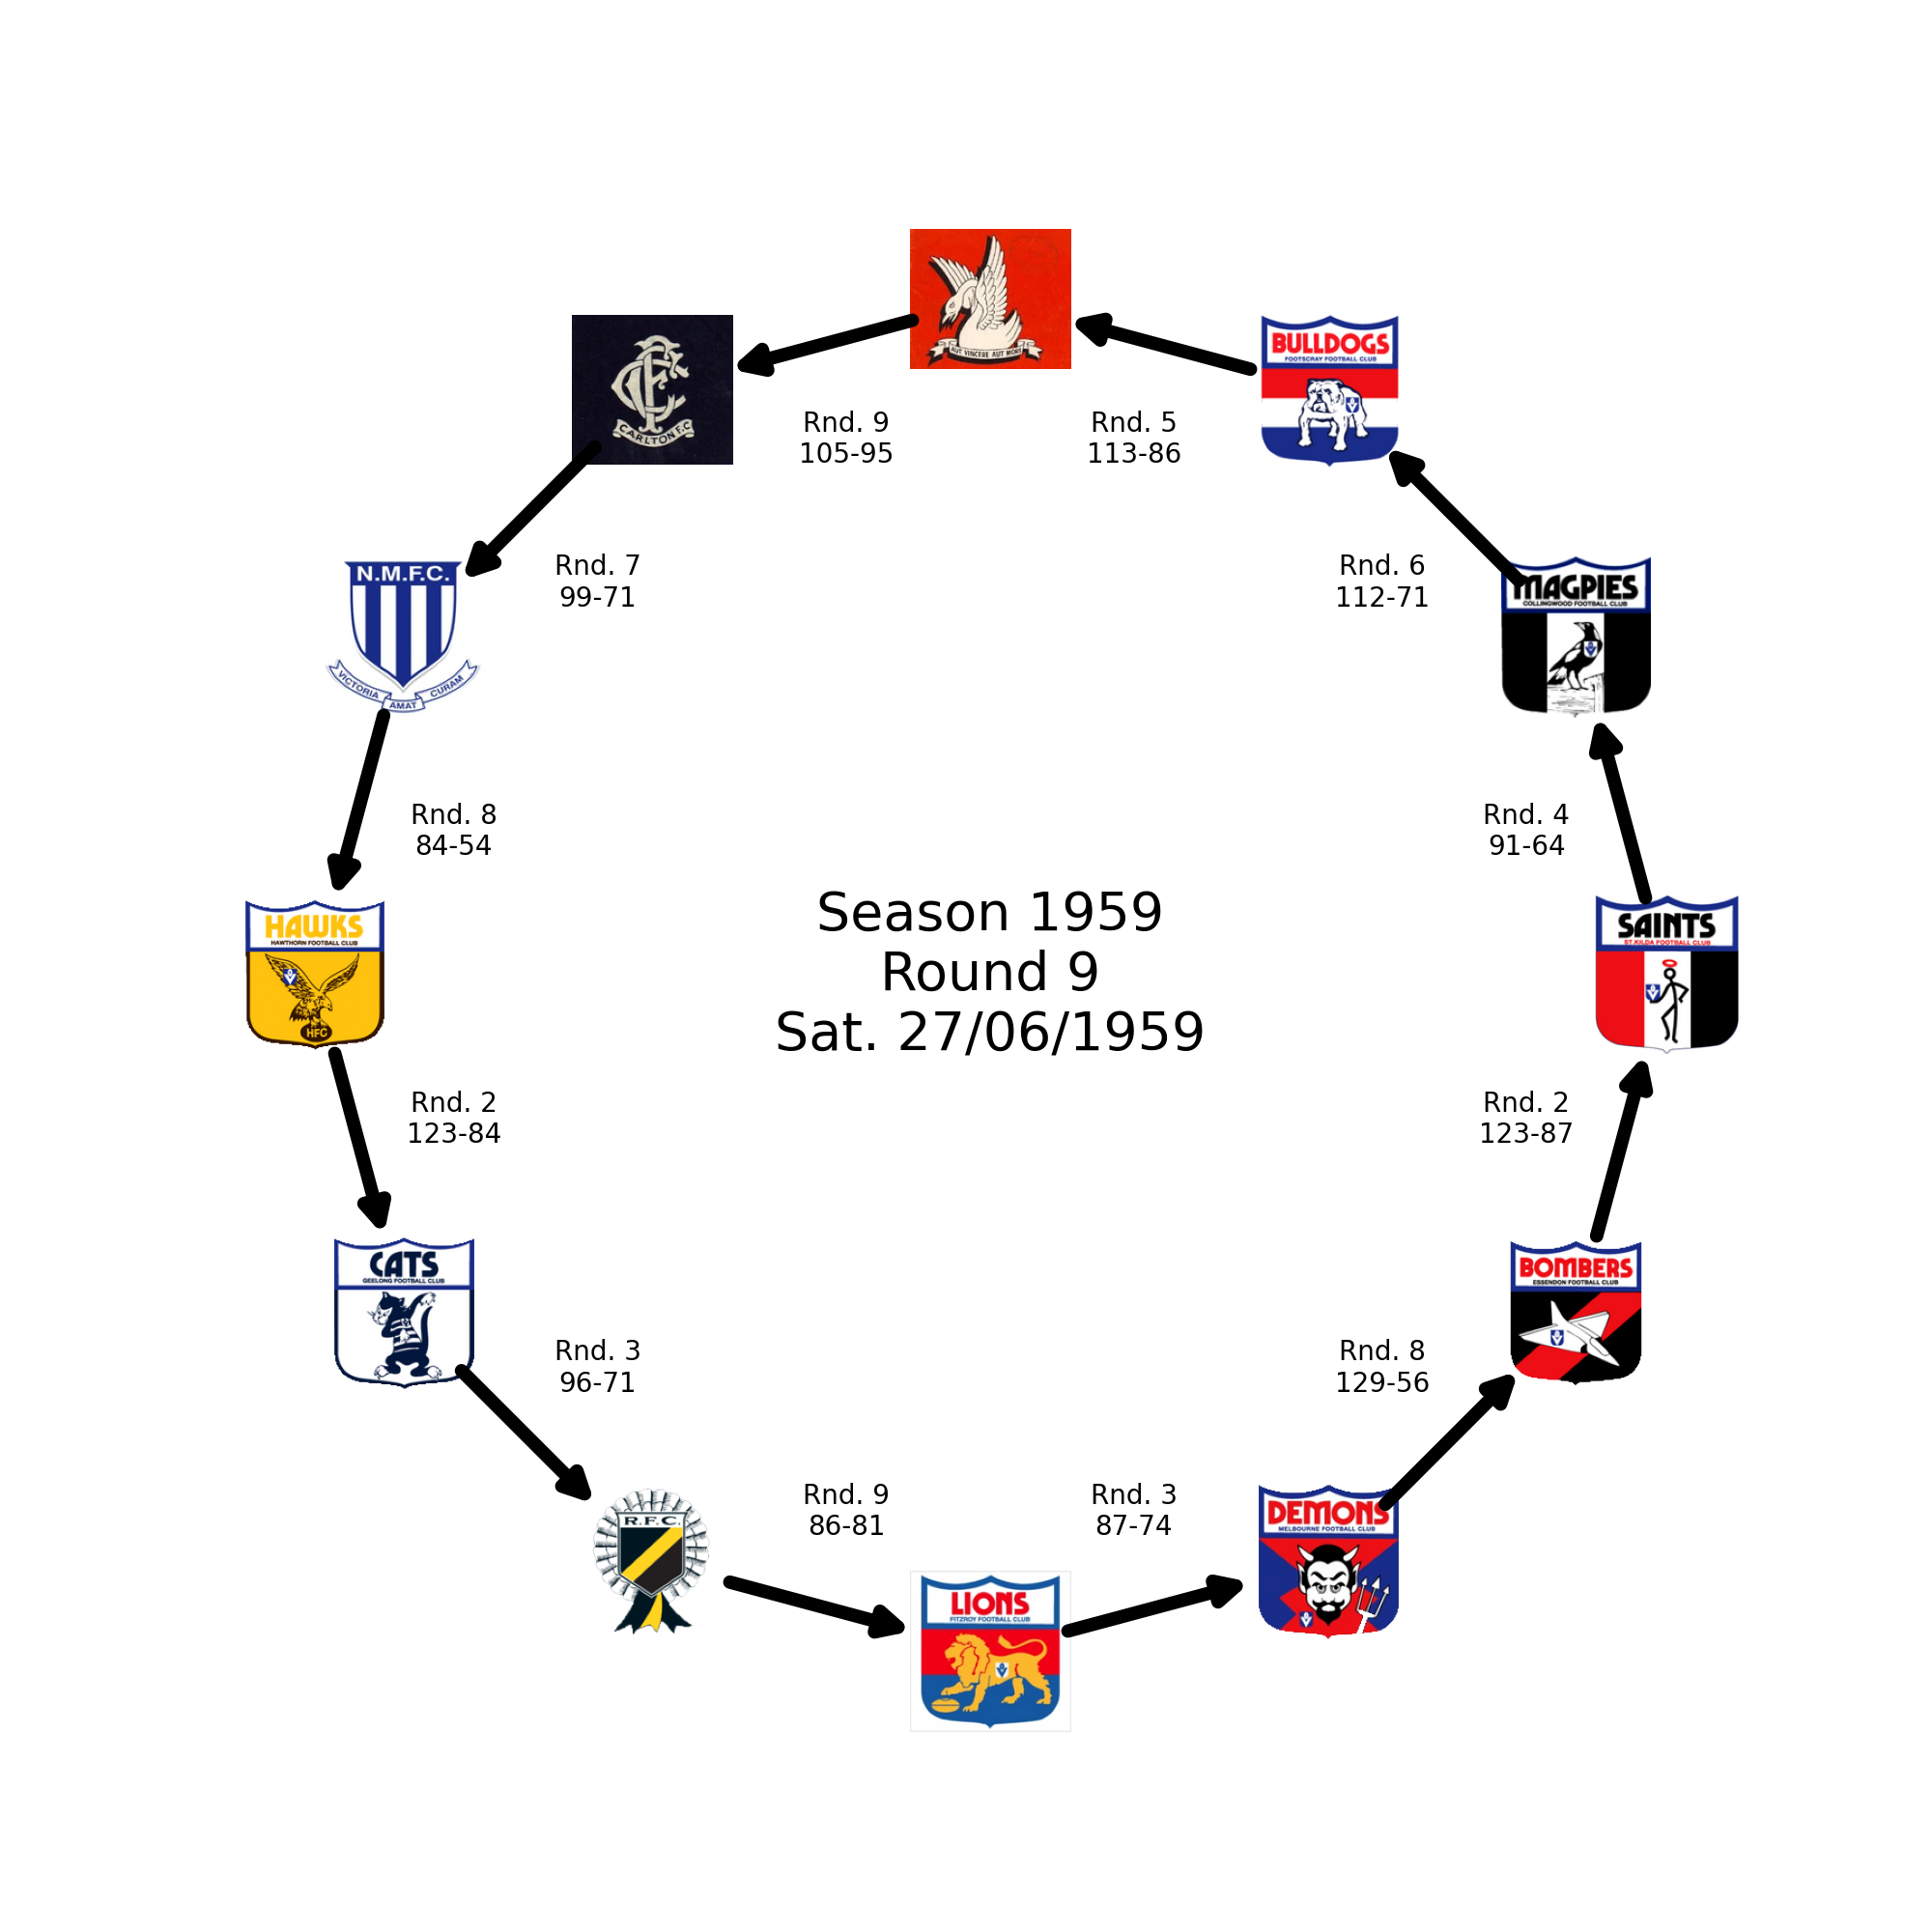 AUT VINCERE AUT MORI
BULLDOGS
FOOTSCRAY FOOTBALL CLUB
CFC
CARLTON F.C
Rnd. 9
105-95
Rnd. 5
113-86
N.M.F.C.
VICTORIA AMAT CURAM
Rnd. 7
99-71
Rnd. 6
112-71
MAGPIES
COLLINGWOOD FOOTBALL CLUB
Rnd. 8
84-54
Rnd. 4
91-64
HAWKS
HAWTHORN FOOTBALL CLUB
HFC
Season 1959
Round 9
Sat. 27/06/1959
SAINTS
ST.KILDA FOOTBALL CLUB
Rnd. 2
123-84
Rnd. 2
123-87
CATS
GEELONG FOOTBALL CLUB
BOMBERS
ESSENDON FOOTBALL CLUB
Rnd. 3
96-71
Rnd. 8
129-56
R.F.C.
Rnd. 9
86-81
Rnd. 3
87-74
DEMONS
MELBOURNE FOOTBALL CLUB
LIONS
FITZROY FOOTBALL CLUB